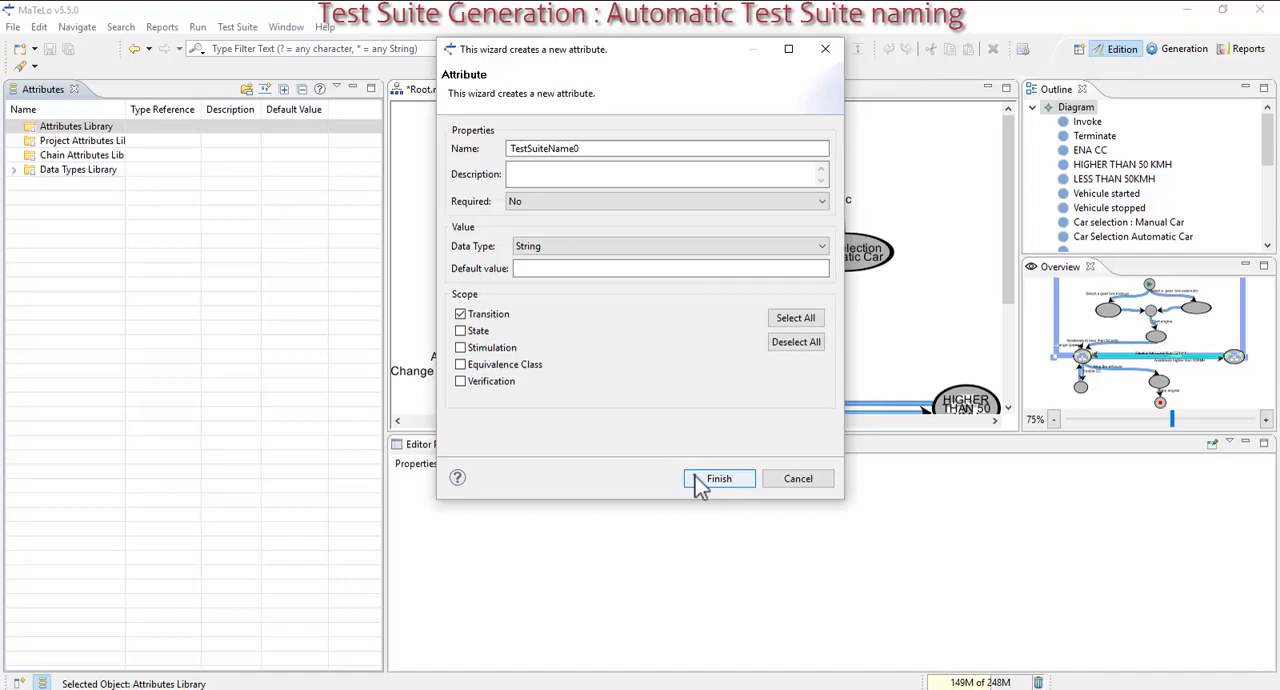 MaTeLo v5.5.0
Test Suite Generation : Automatic Test Suite naming
File Edit Navigate Search Reports Run Test Suite Window Help
Type Filter Text (? = any character, * = any String)
Edition Generation Reports
Attributes
Name Type Reference Description Default Value
Attributes Library
Project Attributes Lil
Chain Attributes Lib
Data Types Library
*Root.r
This wizard creates a new attribute.
Attribute
This wizard creates a new attribute.
Properties
Name: TestSuiteName0
Description:
Required: No
Value
Data Type: String
Default value:
Scope
Transition
State
Stimulation
Equivalence Class
Verification
Select All
Deselect All
Finish
Cancel
election
atic Car
Change
HIGHER
THAN 50
Editor P
Properties
Outline
Diagram
Invoke
Terminate
ENA CC
HIGHER THAN 50 KMH
LESS THAN 50KMH
Vehicule started
Vehicule stopped
Car selection : Manual Car
Car Selection Automatic Car
Overview
75%
Selected Object: Attributes Library
149M of 248M